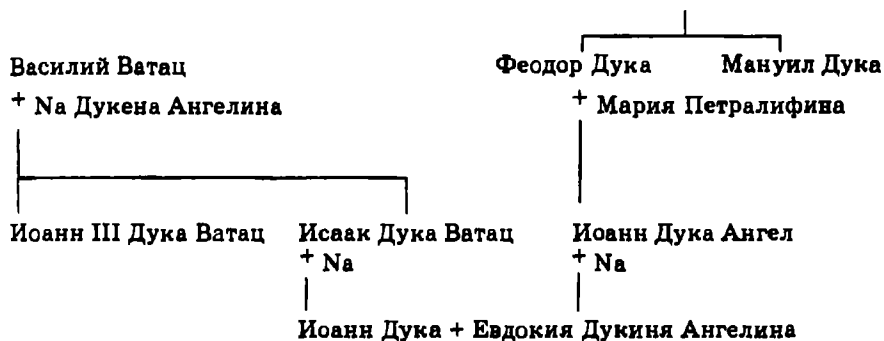 Василий Ватац Феодор Дука Мануил Дука
+ Na Дукена Ангелина + Мария Петралифина
Иоанн III Дука Ватац Исаак Дука Ватац Иоанн Дука Ангел
+ Na + Na
Иоанн Дука + Евдокия Дукиня Ангелина